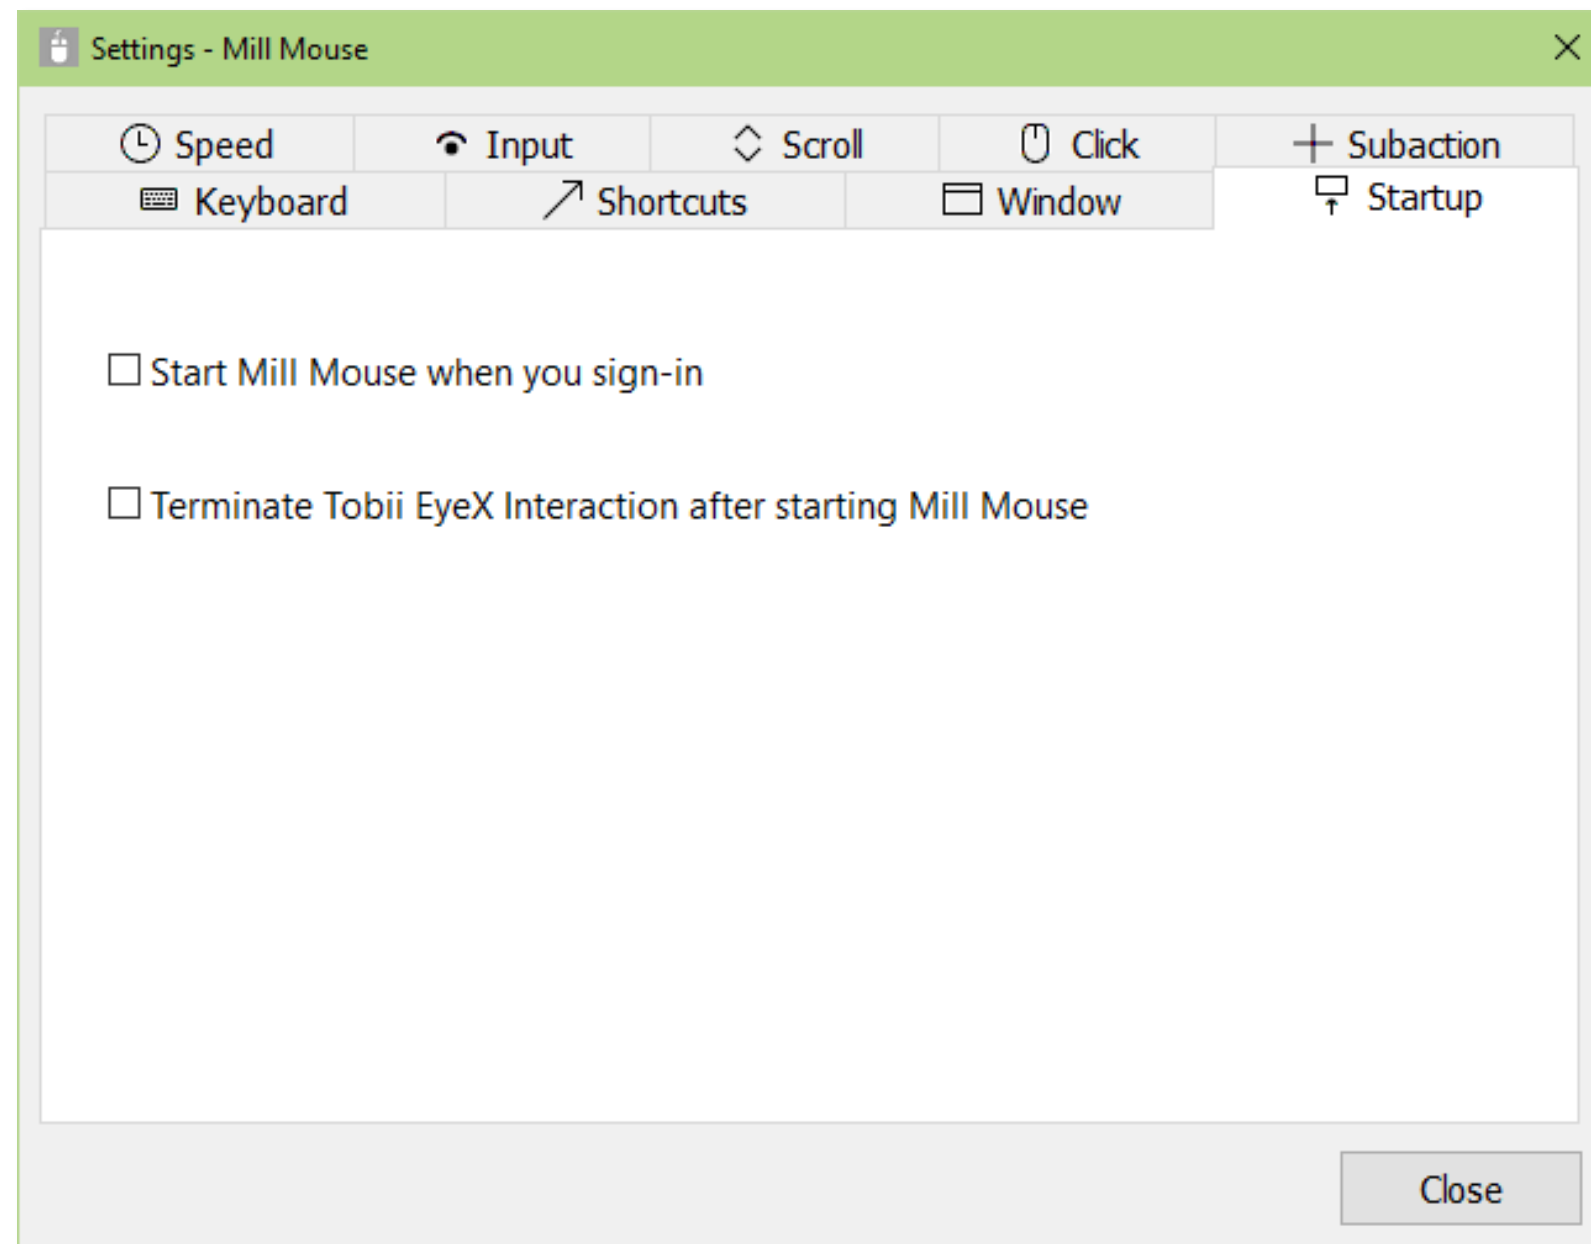 Settings - Mill Mouse
Speed Input Scroll Click Subaction
Keyboard Shortcuts Window Startup
Start Mill Mouse when you sign-in
Terminate Tobii EyeX Interaction after starting Mill Mouse
Close